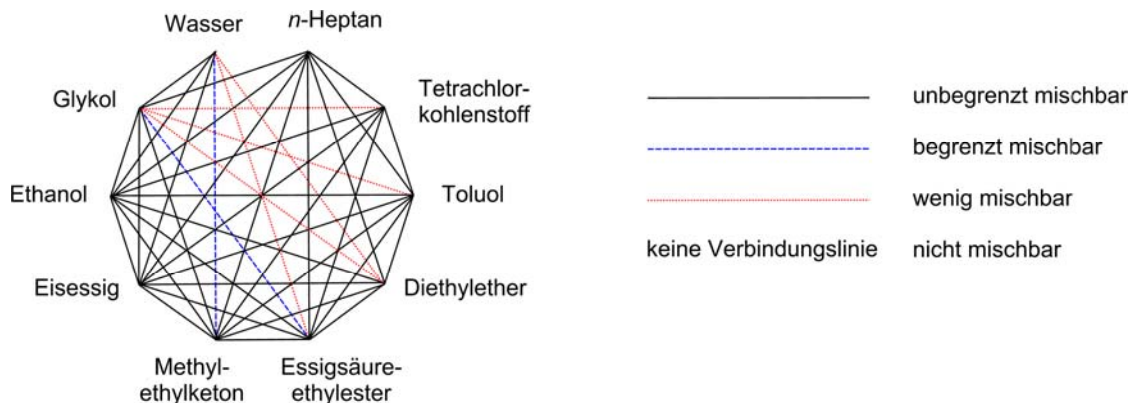 Wasser
n-Heptan
Glykol
Tetrachlor-
kohlenstoff
Ethanol
Toluol
Eisessig
Diethylether
Methyl-
ethylketon
Essigsäure-
ethylester
unbegrenzt mischbar
begrenzt mischbar
wenig mischbar
keine Verbindungslinie nicht mischbar